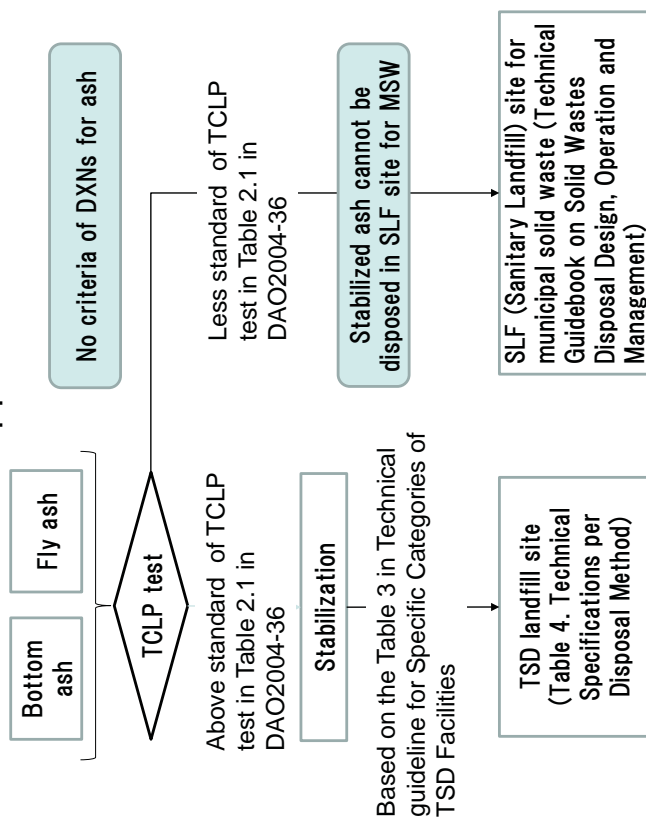 Bottom
ash
Fly ash
No criteria of DXNs for ash
TCLP test
Above standard of TCLP
test in Table 2.1 in
DAO2004-36
Less standard of TCLP
test in Table 2.1 in
DAO2004-36
Stabilization
Stabilized ash cannot be
disposed in SLF site for MSW
Based on the Table 3 in Technical
guideline for Specific Categories of
TSD Facilities
TSD landfill site
(Table 4. Technical
Specifications per
Disposal Method)
SLF (Sanitary Landfill) site for
municipal solid waste (Technical
Guidebook on Solid Wastes
Disposal Design, Operation and
Management)